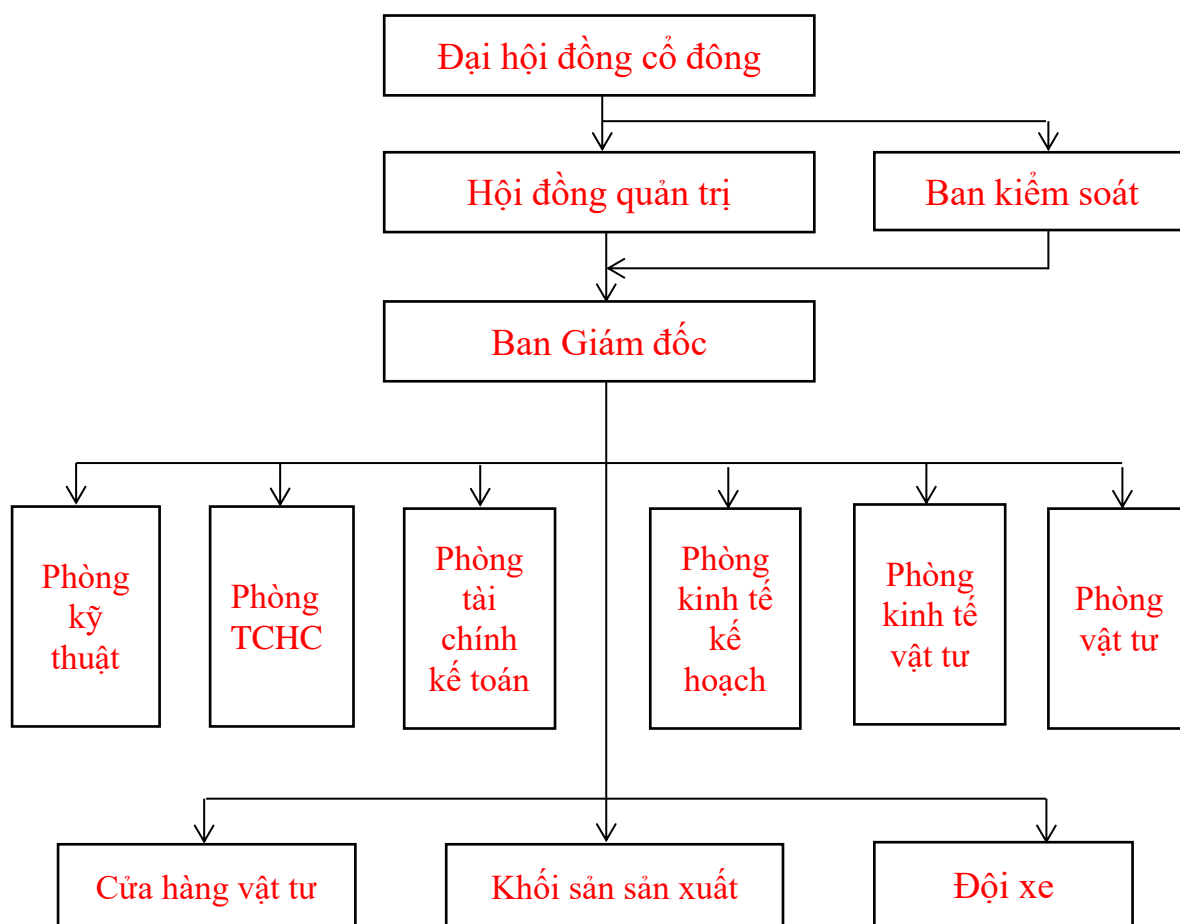 Đại hội đồng cổ đông
Hội đồng quản trị
Ban kiểm soát
Ban Giám đốc
Phòng
kỹ
thuật
Phòng
TCHC
Phòng
tài
chính
kế toán
Phòng
kinh tế
kế
hoạch
Phòng
kinh tế
vật tư
Phòng
vật tư
Cửa hàng vật tư
Khối sản sản xuất
Đội xe